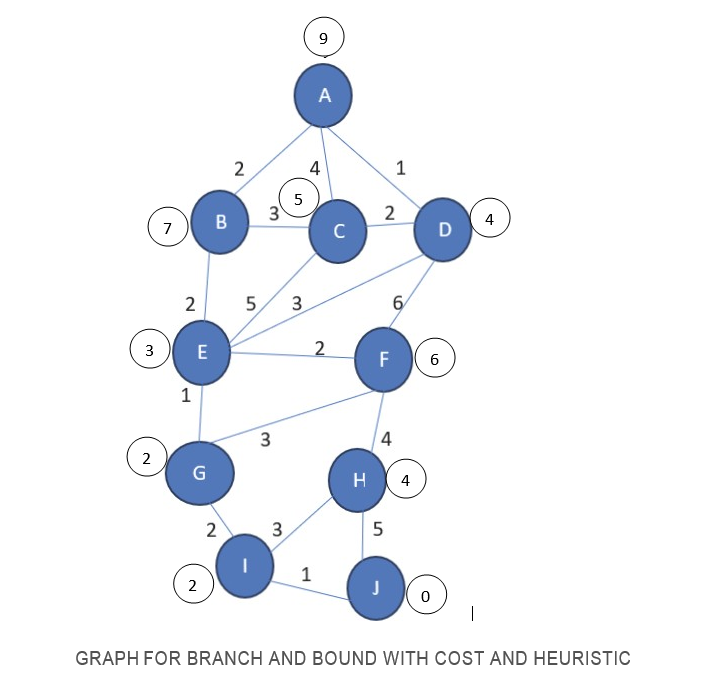 9
A
2 4 1
5
B 3 C 2 D 4
7
2 5 3 6
3 E 2 F 6
1
3 4
2 G H 4
2 3 5
I 1 J
2 0
GRAPH FOR BRANCH AND BOUND WITH COST AND HEURISTIC